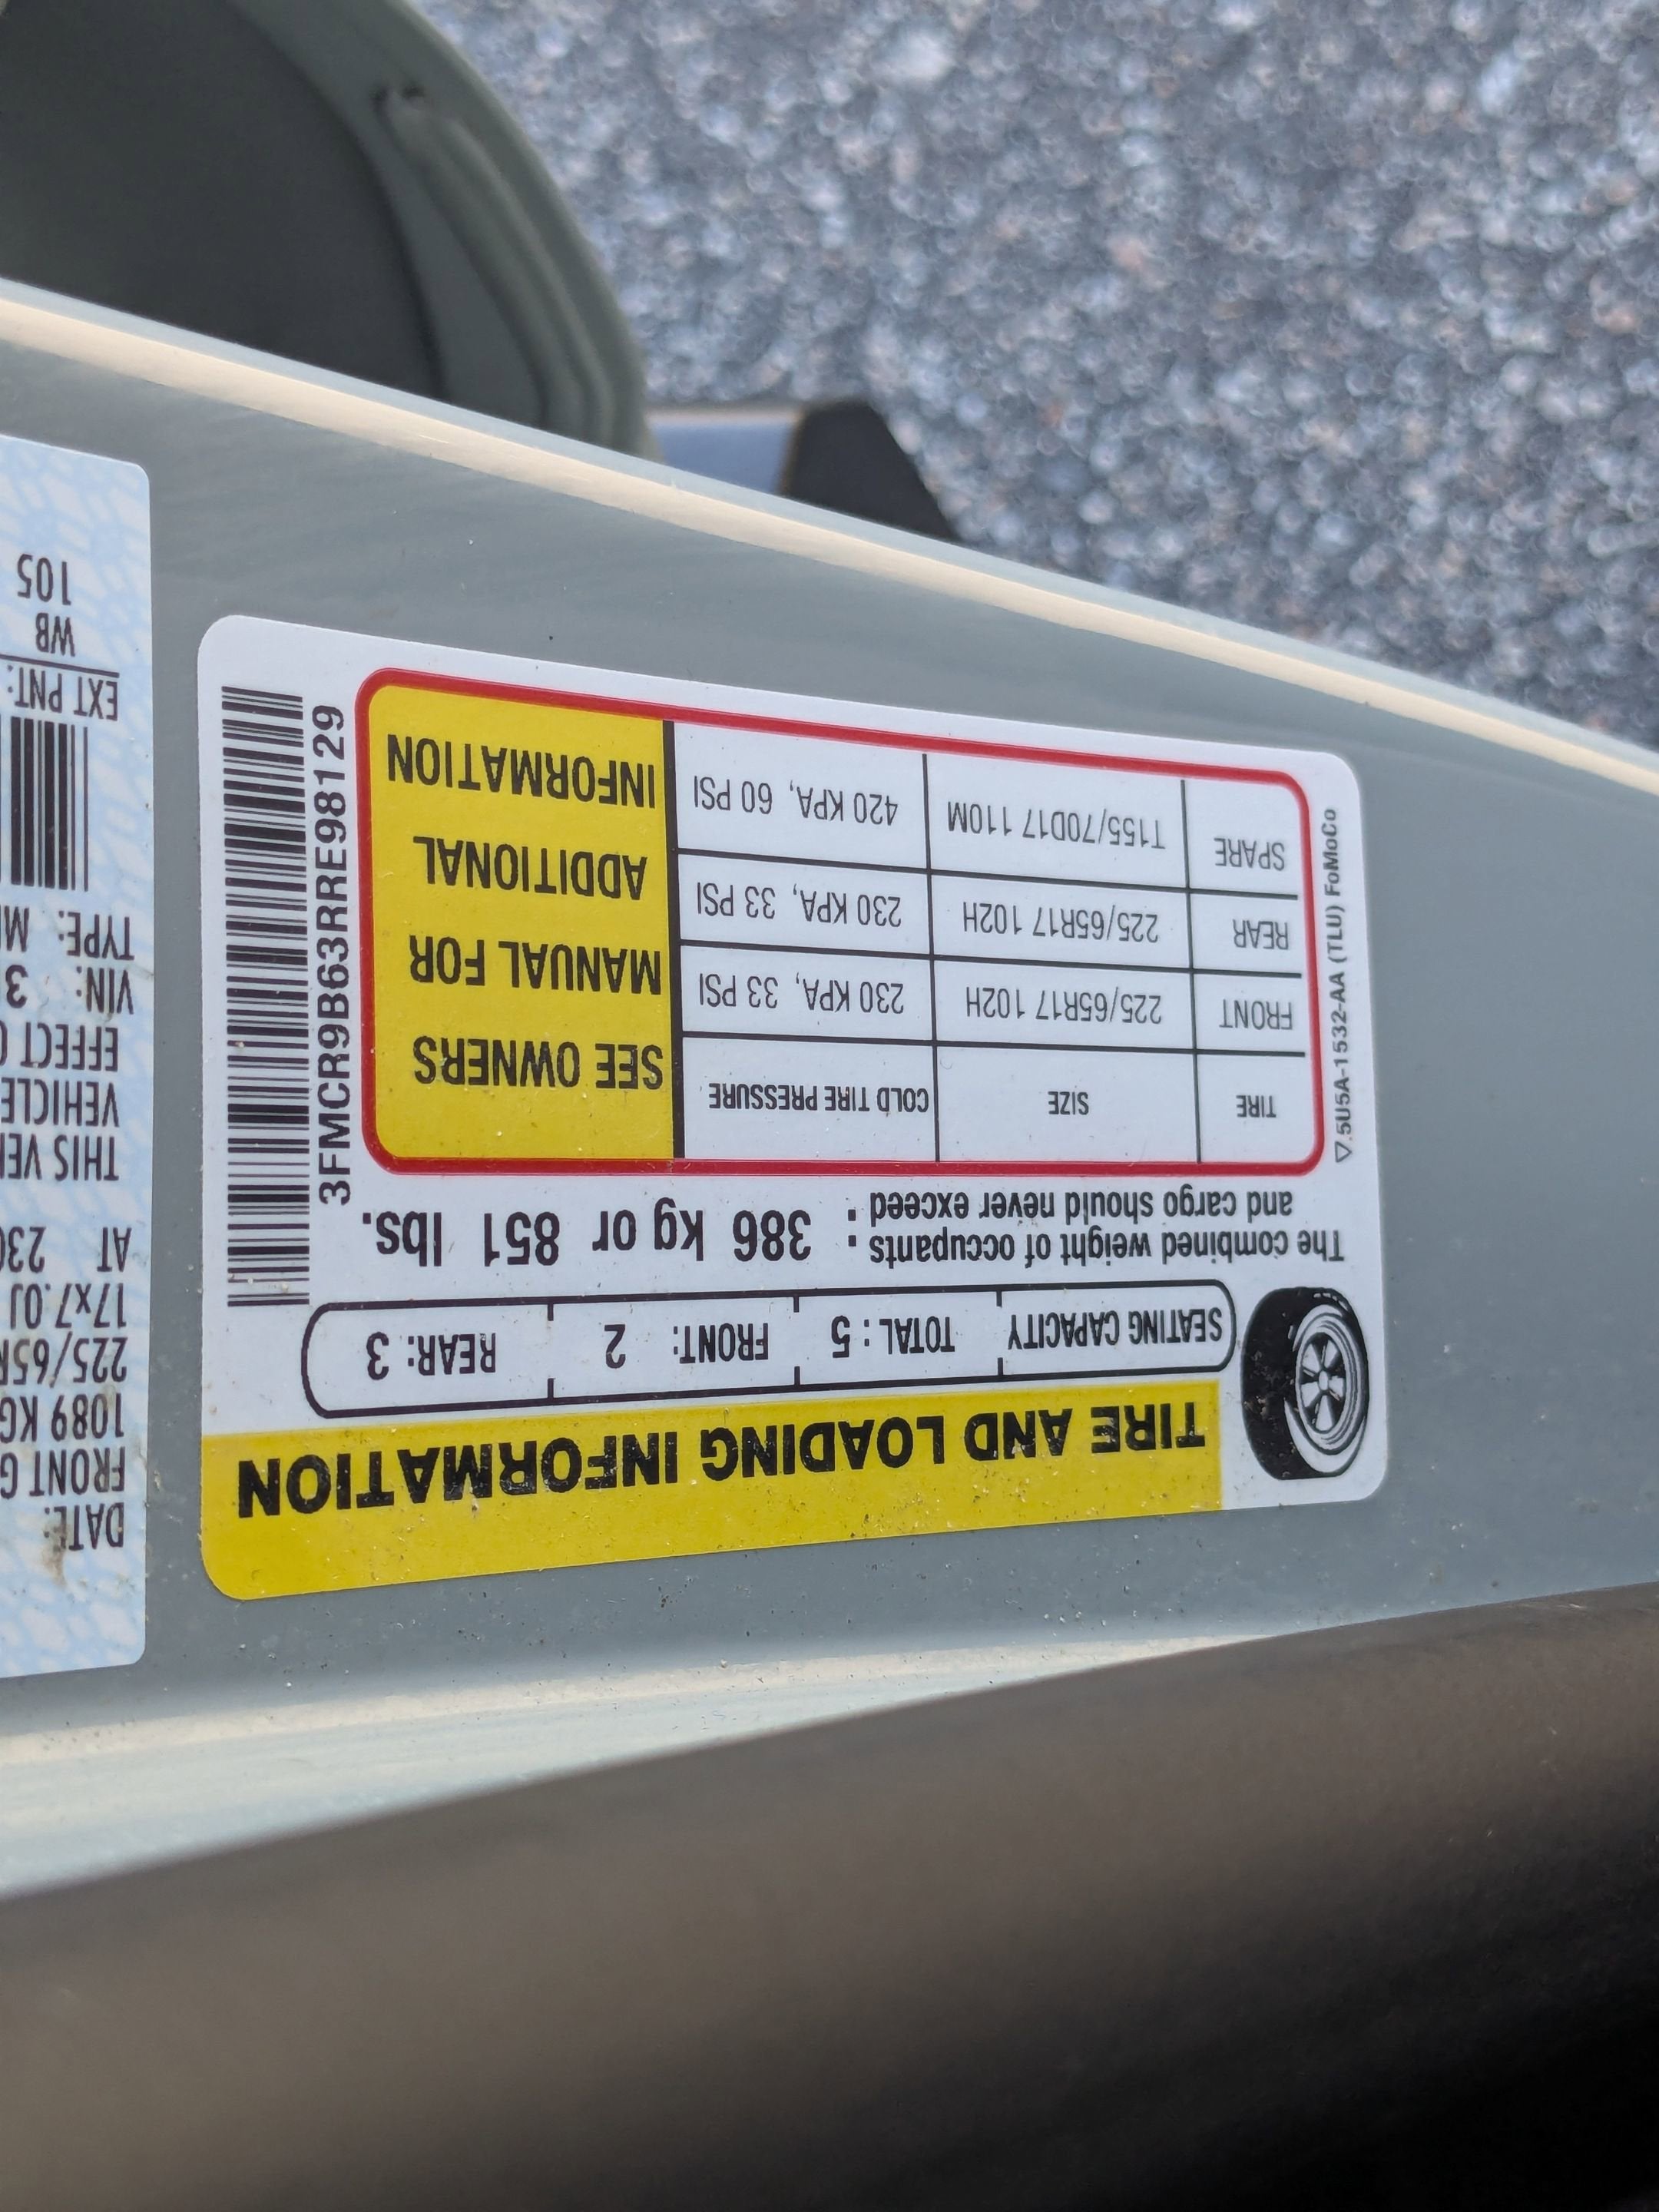 TIRE AND LOADING INFORMATION
SEATING CAPACITY TOTAL : 5 FRONT: 2 REAR: 3
The combined weight of occupants
and cargo should never exceed : 386 kg or 851 lbs.
TIRE SIZE COLD TIRE PRESSURE
FRONT 225/65R17 102H 230 KPA, 33 PSI
REAR 225/65R17 102H 230 KPA, 33 PSI
SPARE T155/70D17 110M 420 KPA, 60 PSI
SEE OWNERS
MANUAL FOR
ADDITIONAL
INFORMATION
3FMCR9B63RRE98129
5U5A-1532-AA (TLU) FoMoCo
DATE:
FRONT G
1089 KG
225/65R
17x7.0J
AT 230
THIS VE
VEHICLE
EFFECT
VIN: 3
TYPE: M
EXT PNT:
WB
105